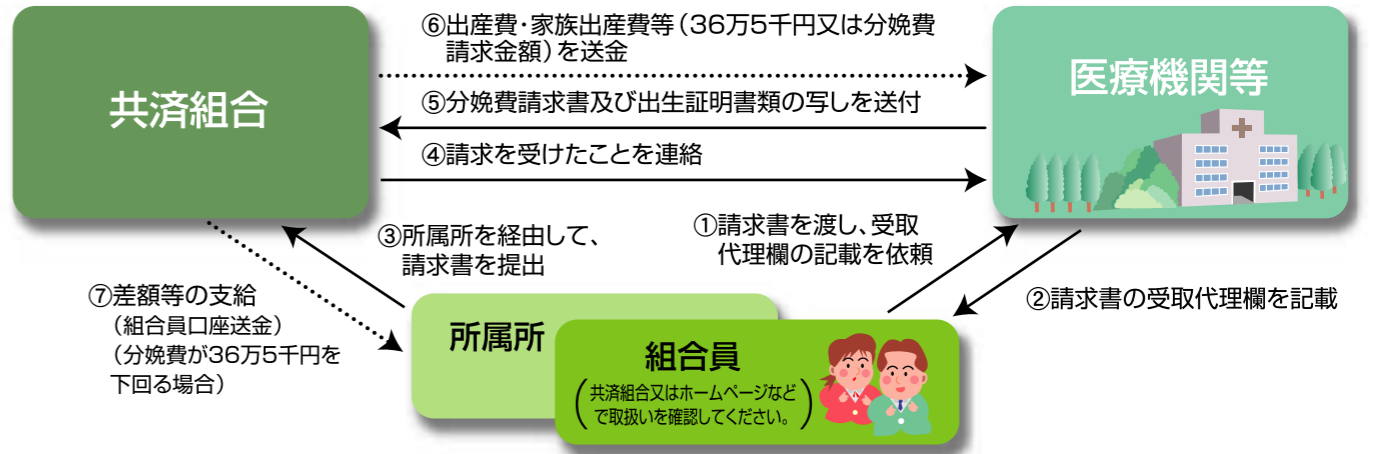 ⑥出産費・家族出産費等（36万5千円又は分娩費
請求金額）を送金
共済組合
医療機関等
⑤分娩費請求書及び出生証明書類の写しを送付
④請求を受けたことを連絡
③所属所を経由して、
請求書を提出
①請求書を渡し、受取
代理欄の記載を依頼
⑦差額等の支給
（組合員口座送金）
（分娩費が36万5千円を
下回る場合）
②請求書の受取代理欄を記載
所属所
組合員
（共済組合又はホームページなど
で取扱いを確認してください。）